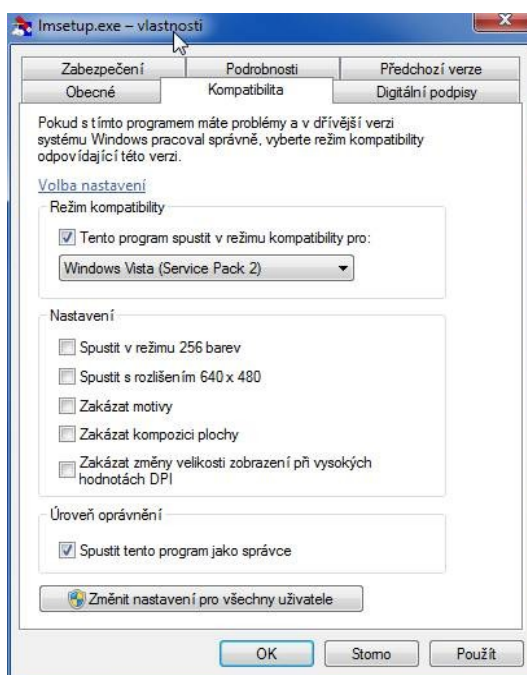 lmsetup.exe – vlastnosti
Zabezpečení
Podrobnosti
Předchozí verze
Obecné
Kompatibilita
Digitální podpisy
Pokud s tímto programem máte problémy a v dřívější verzi
systému Windows pracoval správně, vyberte režim kompatibility
odpovídající této verzi.
Volba nastavení
Režim kompatibility
Tento program spustit v režimu kompatibility pro:
Windows Vista (Service Pack 2)
Nastavení
Spustit v režimu 256 barev
Spustit s rozlišením 640 x 480
Zakázat motivy
Zakázat kompozici plochy
Zakázat změny velikosti zobrazení při vysokých
hodnotách DPI
Úroveň oprávnění
Spustit tento program jako správce
Změnit nastavení pro všechny uživatele
OK
Storno
Použít